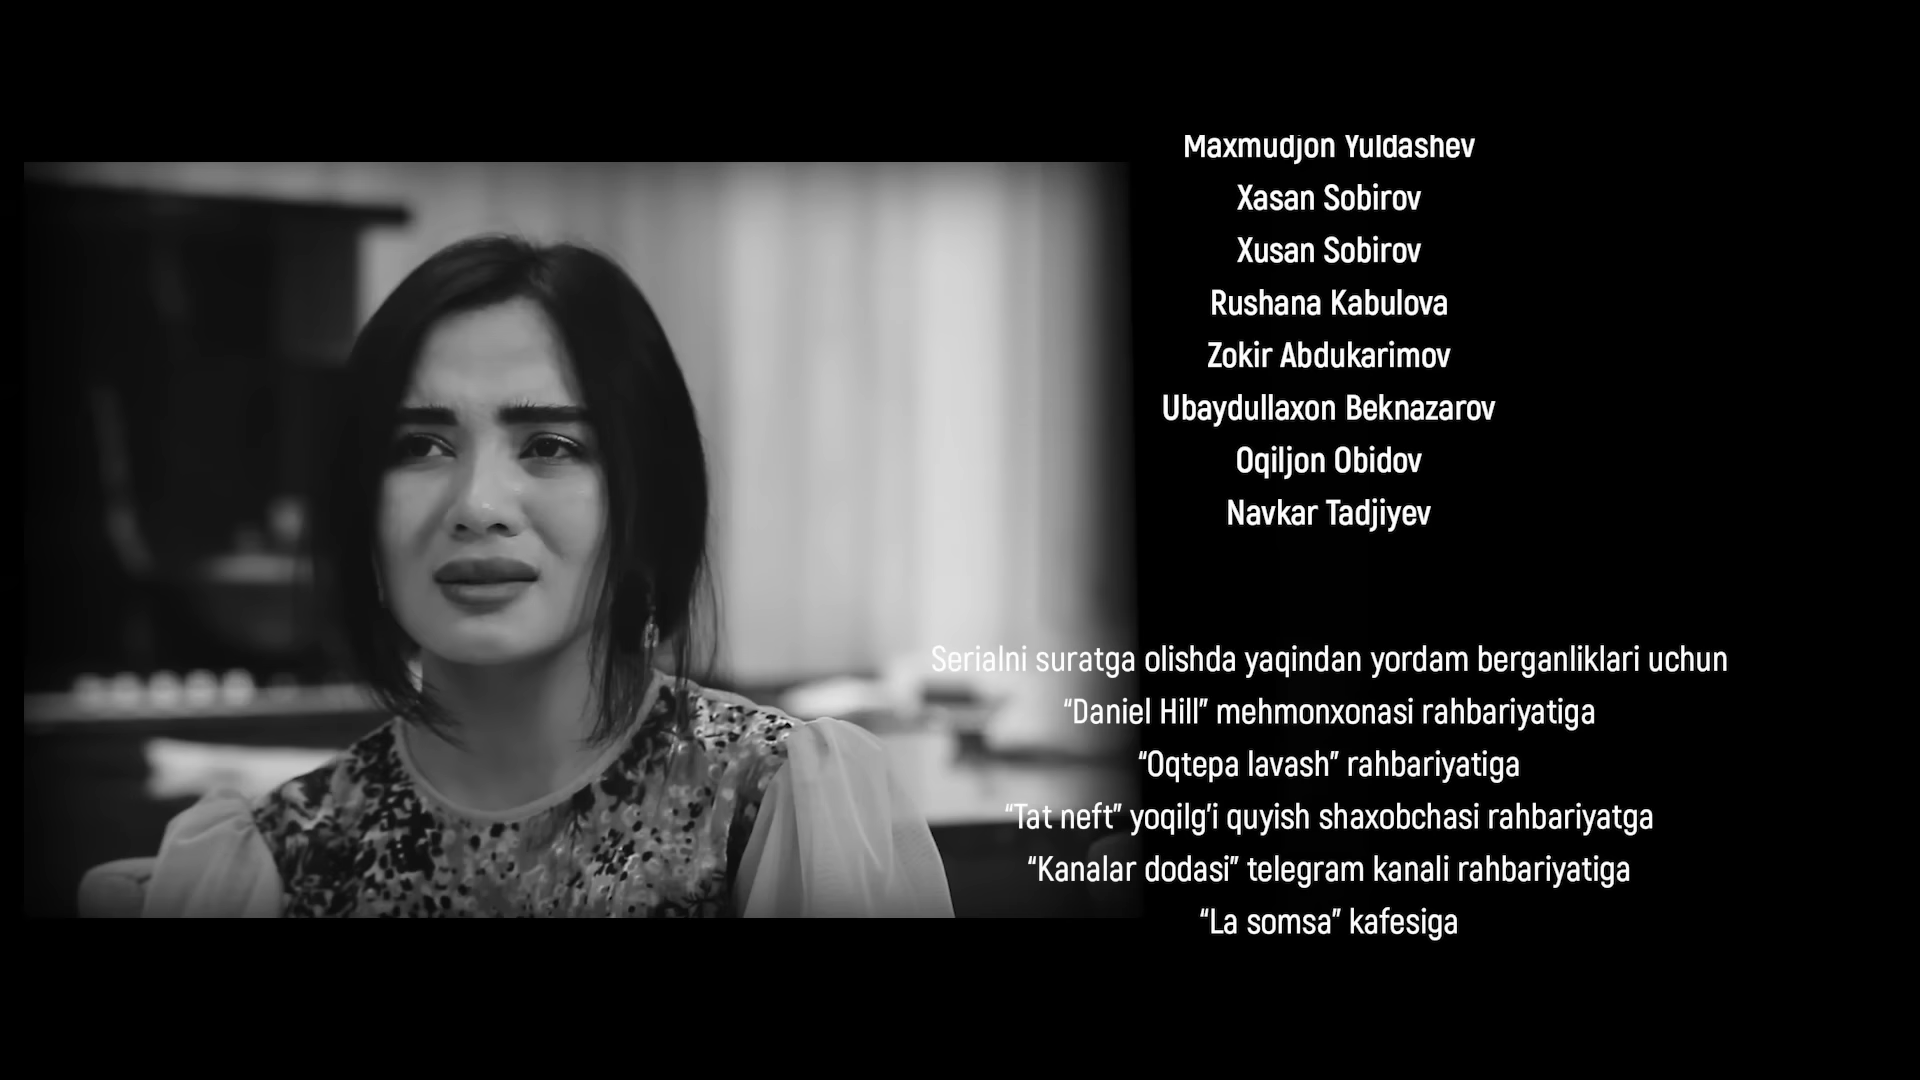 Maxmudjon Yuldashev
Xasan Sobirov
Xusan Sobirov
Rushana Kabulova
Zokir Abdukarimov
Ubaydullaxon Beknazarov
Oqiljon Obidov
Navkar Tadjiyev
Serialni suratga olishda yaqindan yordam berganliklari uchun
“Daniel Hill” mehmonxonasi rahbariyatiga
“Oqtepa lavash” rahbariyatiga
“Tat neft” yoqilg’i quyish shaxobchasi rahbariyatga
“Kanalar dodasi” telegram kanali rahbariyatiga
“La somsa” kafesiga